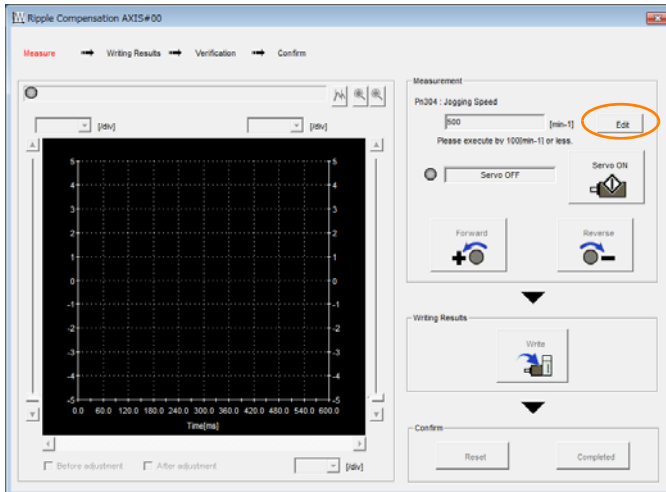 Ripple Compensation AXIS#00
Measure Writing Results Verification Confirm
[/div] [/div]
5 5
4 4
3 3
2 2
1 1
0 0
-1 -1
-2 -2
-3 -3
-4 -4
-5 -5
0.0 60.0 120.0 180.0 240.0 300.0 360.0 420.0 480.0 540.0 600.0
Time[ms]
Before adjustment After adjustment [/div]
Measurement
Pn304 : Jogging Speed
500 [min-1] Edit
Please execute by 100[min-1] or less.
Servo OFF
Servo ON
Forward Reverse
Writing Results
Write
Confirm
Reset Completed